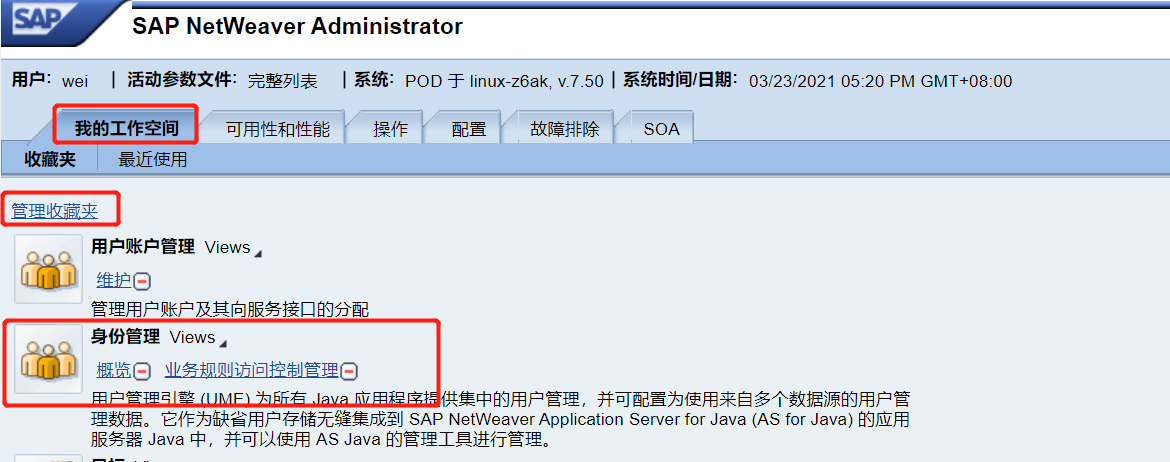 SAP SAP NetWeaver Administrator
用户： wei | 活动参数文件： 完整列表 | 系统： POD 于 linux-z6ak, v.7.50 | 系统时间/日期： 03/23/2021 05:20 PM GMT+08:00
我的工作空间 可用性和性能 操作 配置 故障排除 SOA
收藏夹 最近使用
管理收藏夹
用户账户管理 Views
维护
管理用户账户及其向服务接口的分配
身份管理 Views
概览 业务规则访问控制管理
用户管理引擎 (UME) 为所有 Java 应用程序提供集中的用户管理，并可配置为使用来自多个数据源的用户管
理数据。它作为缺省用户存储无缝集成到 SAP NetWeaver Application Server for Java (AS for Java) 的应用
服务器 Java 中，并可以使用 AS Java 的管理工具进行管理。